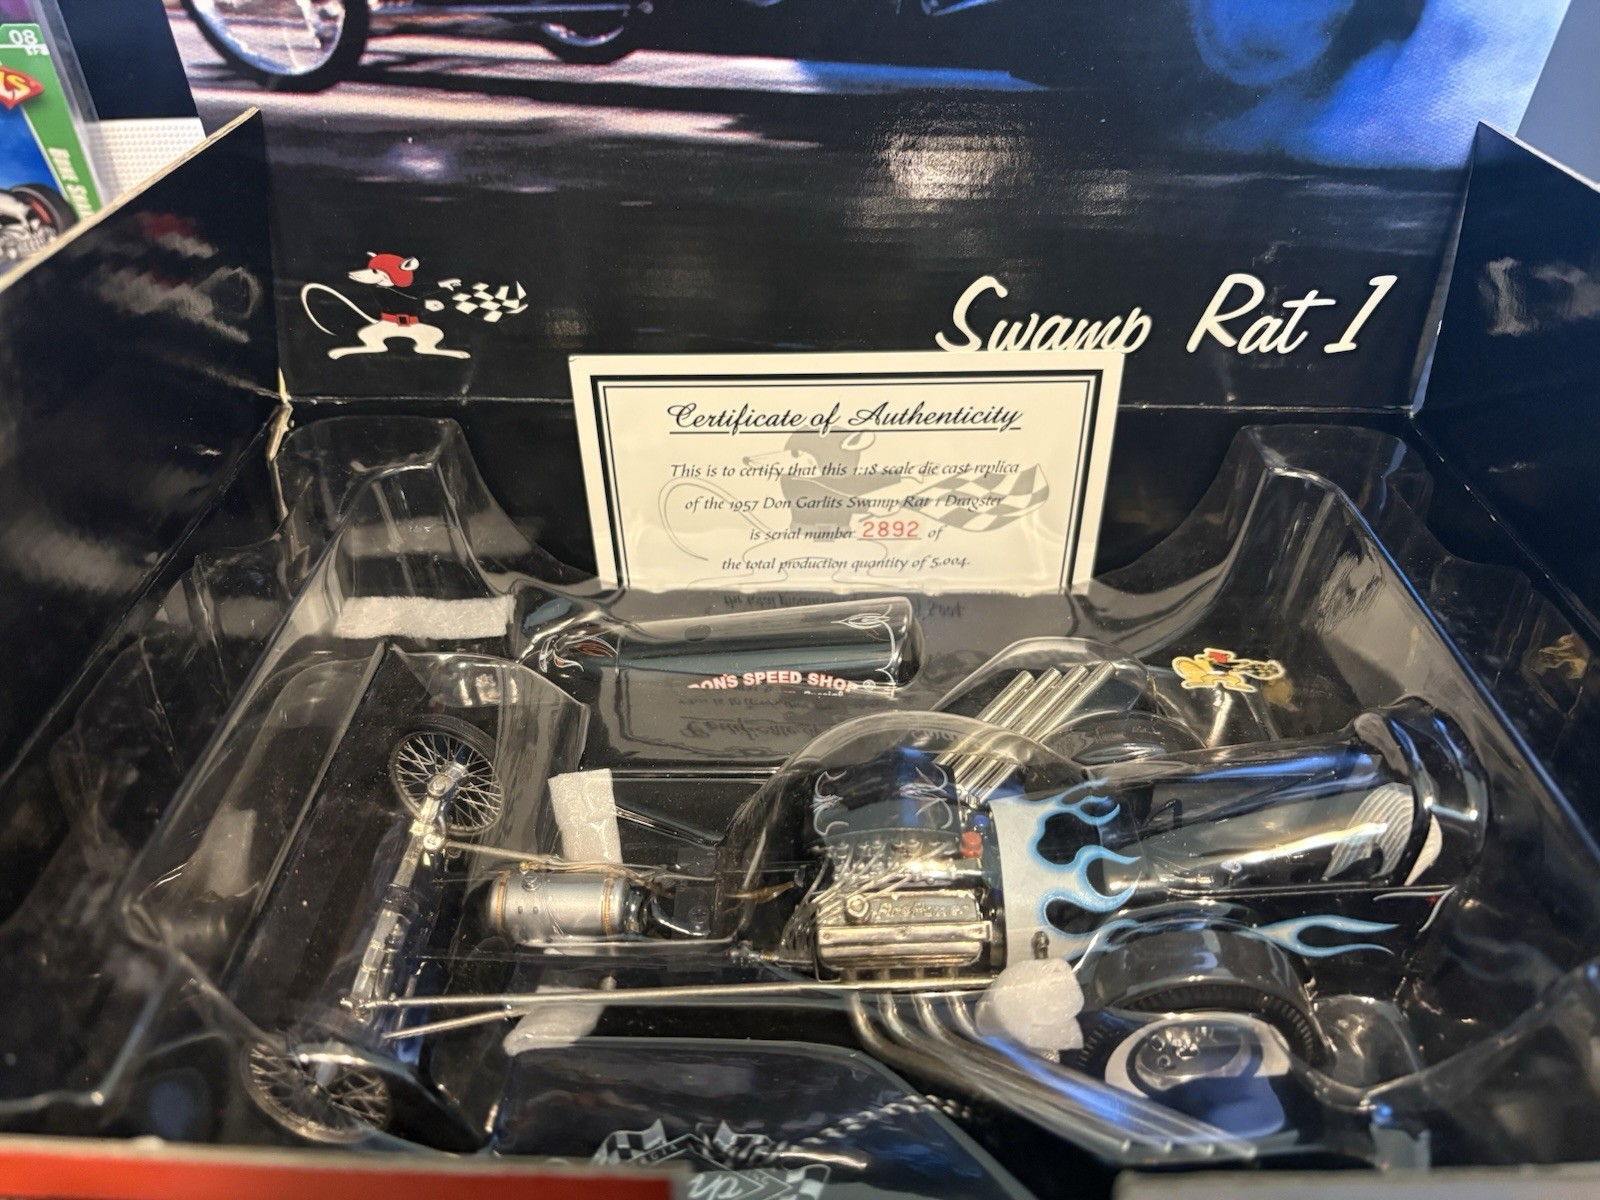 08
Swamp Rat 1
Certificate of Authenticity
This is to certify that this 1:18 scale die cast replica
of the 1957 Don Garlits Swamp Rat 1 Dragster
is serial number 2892 of
the total production quantity of 5,004.
DON'S SPEED SHOP
th